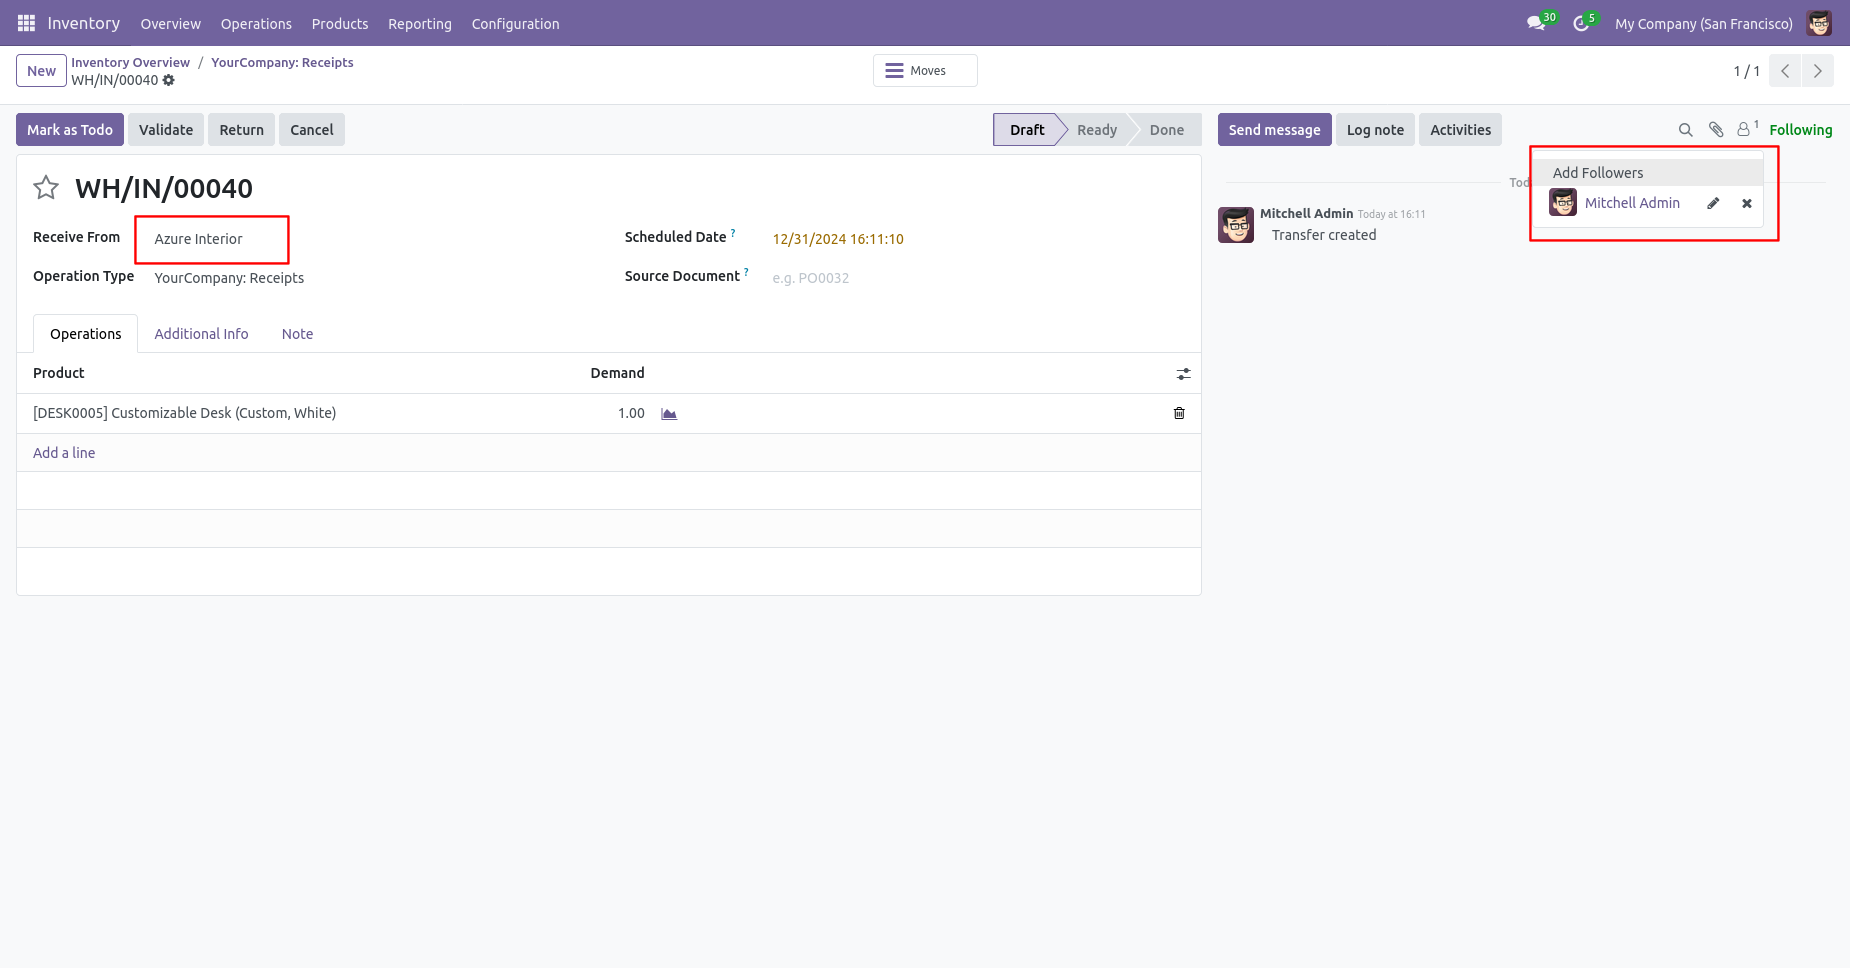 Inventory Overview Operations Products Reporting Configuration 30 5 My Company (San Francisco)
New Inventory Overview / YourCompany: Receipts
WH/IN/00040
Moves
1 / 1
Mark as Todo Validate Return Cancel Draft Ready Done Send message Log note Activities 1 Following
WH/IN/00040
Receive From Azure Interior Scheduled Date ? 12/31/2024 16:11:10
Operation Type YourCompany: Receipts Source Document ? e.g. PO0032
Operations Additional Info Note
Product Demand
[DESK0005] Customizable Desk (Custom, White) 1.00
Add a line
Add Followers
Mitchell Admin
Tod
Mitchell Admin Today at 16:11
Transfer created